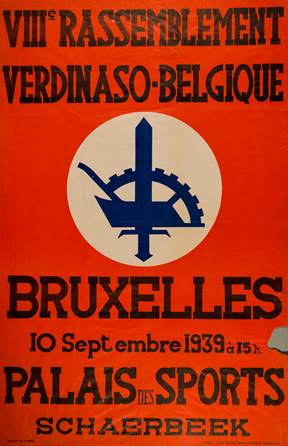 VIIIe RASSEMBLEMENT
VERDINASO-BELGIQUE
BRUXELLES
10 Septembre 1939 à 15 h.
PALAIS DES SPORTS
SCHAERBEEK